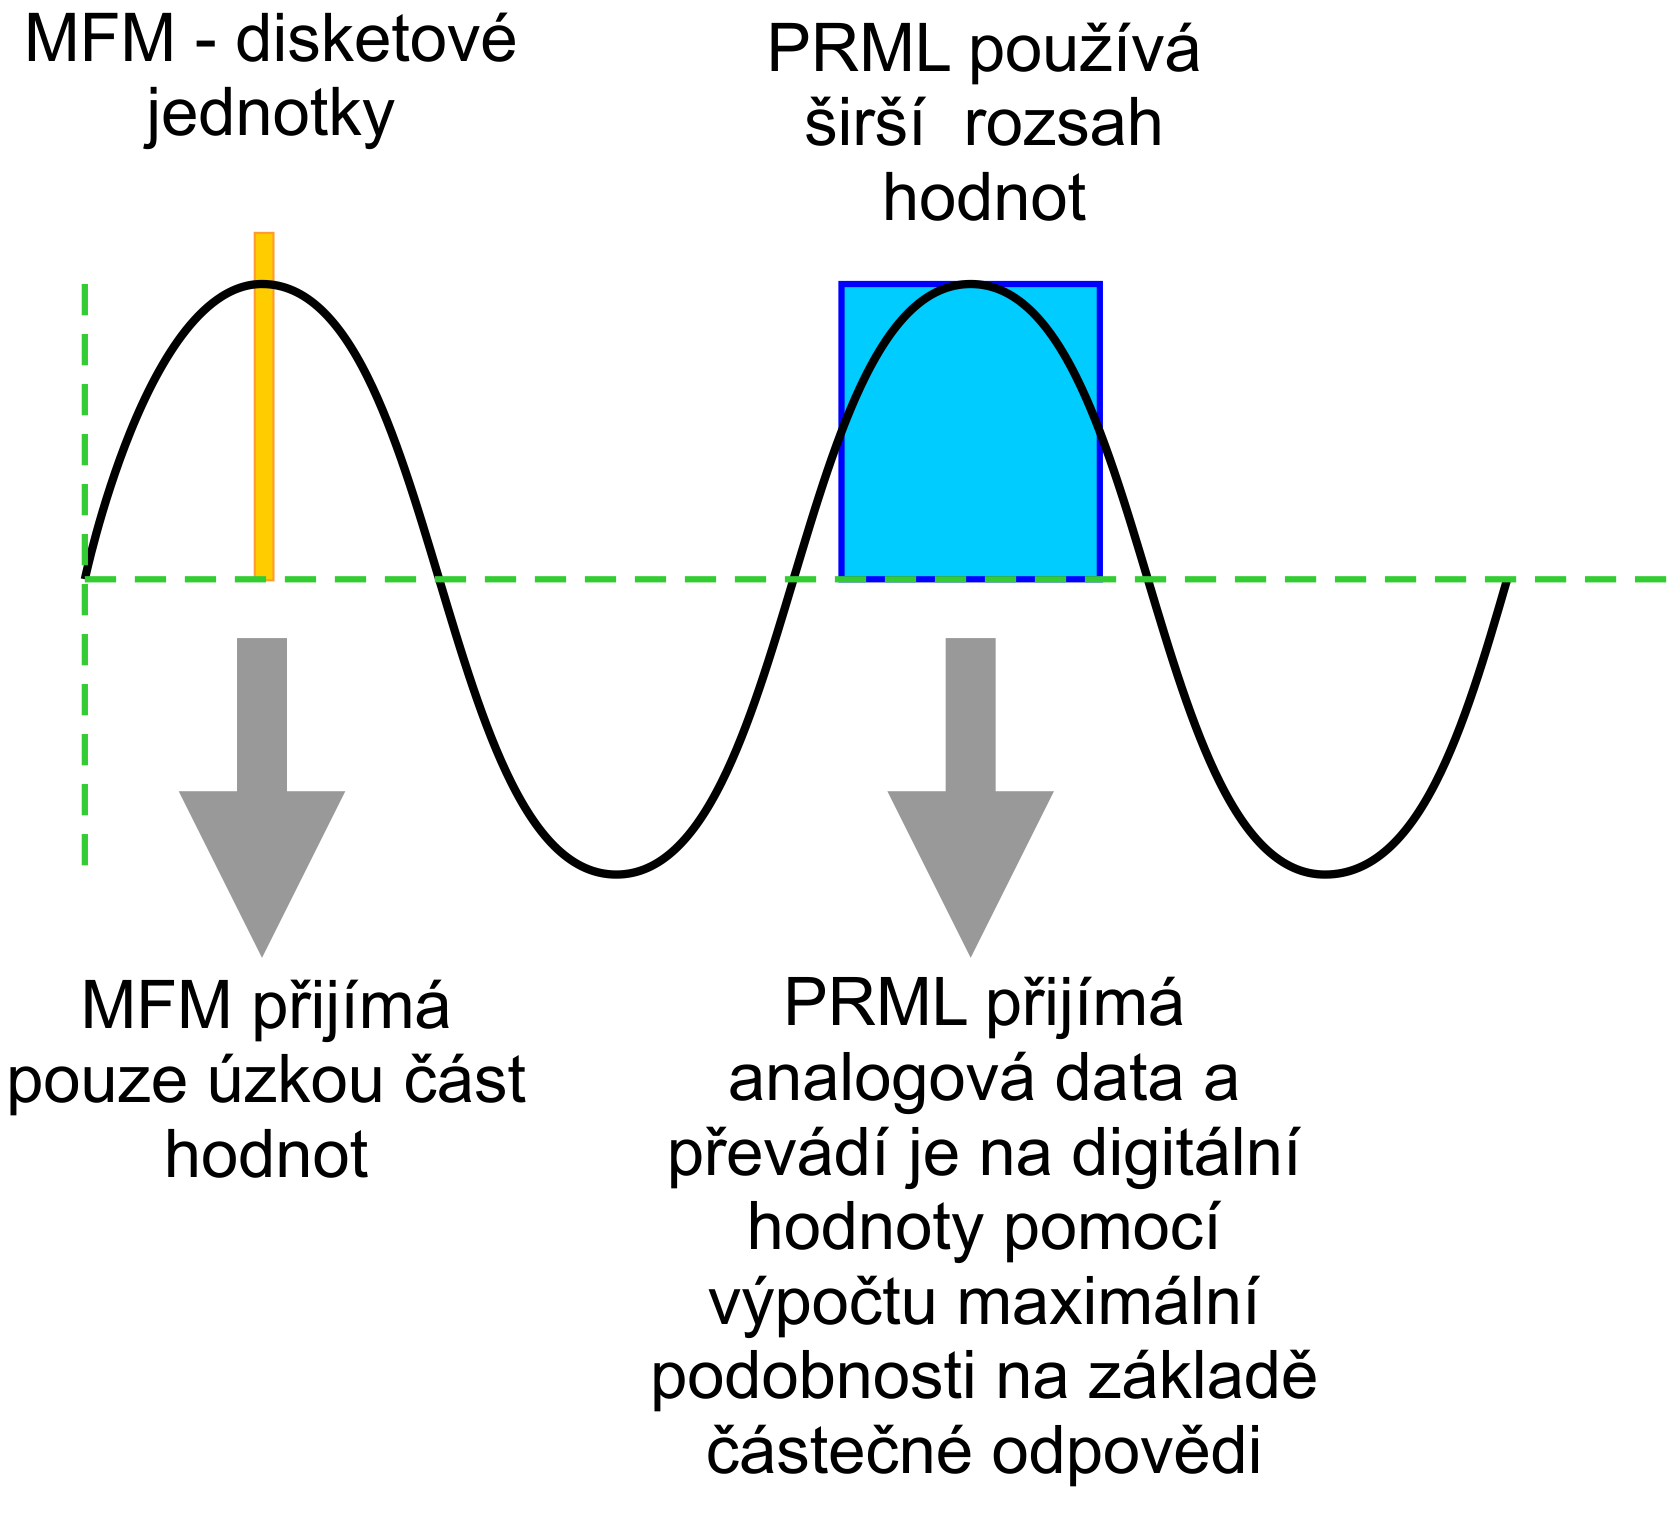 MFM - disketové
jednotky
PRML používá
širší  rozsah
hodnot
MFM přijímá
pouze úzkou část
hodnot
PRML přijímá
analogová data a
převádí je na digitální
hodnoty pomocí
výpočtu maximální
podobnosti na základě
částečné odpovědi